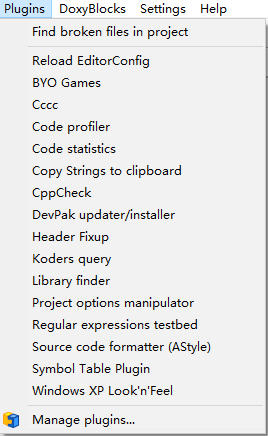 Plugins DoxyBlocks Settings Help
Find broken files in project
Reload EditorConfig
BYO Games
Cccc
Code profiler
Code statistics
Copy Strings to clipboard
CppCheck
DevPak updater/installer
Header Fixup
Koders query
Library finder
Project options manipulator
Regular expressions testbed
Source code formatter (AStyle)
Symbol Table Plugin
Windows XP Look'n'Feel
Manage plugins...